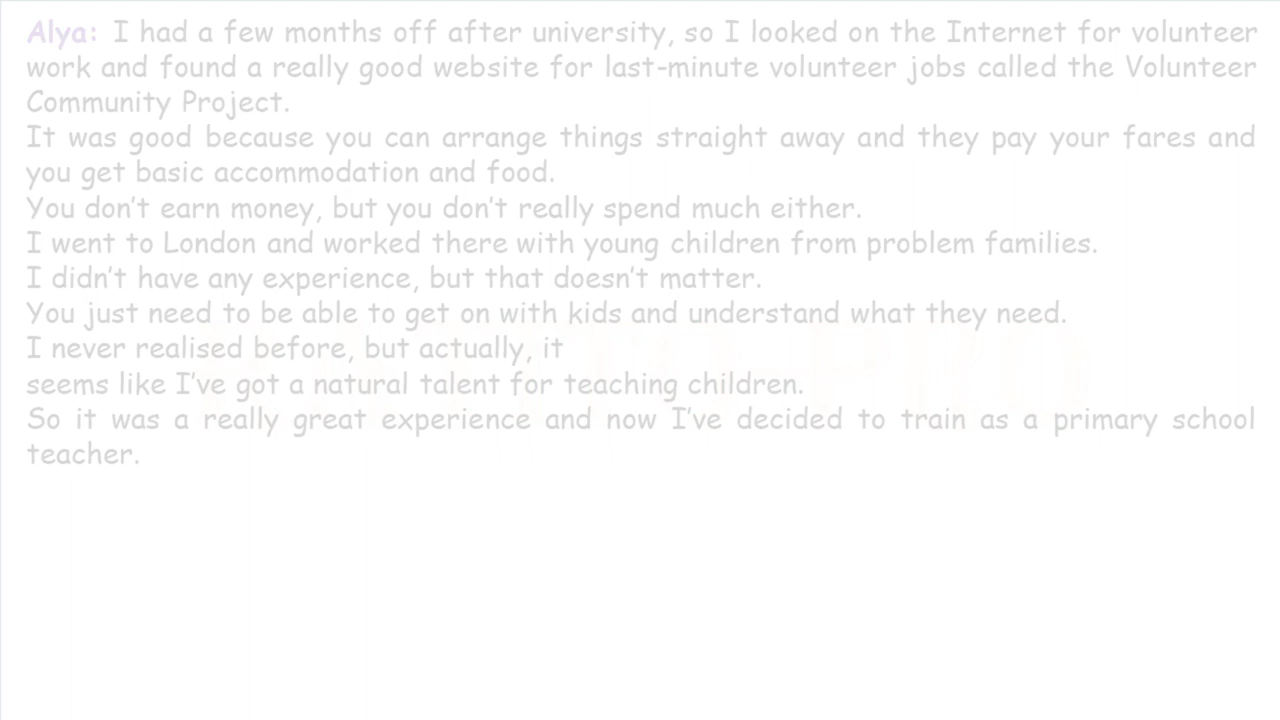 Alya: I had a few months off after university, so I looked on the Internet for volunteer
work and found a really good website for last-minute volunteer jobs called the Volunteer
Community Project.
It was good because you can arrange things straight away and they pay your fares and
you get basic accommodation and food.
You don’t earn money, but you don’t really spend much either.
I went to London and worked there with young children from problem families.
I didn’t have any experience, but that doesn’t matter.
You just need to be able to get on with kids and understand what they need.
I never realised before, but actually, it
seems like I’ve got a natural talent for teaching children.
So it was a really great experience and now I’ve decided to train as a primary school
teacher.